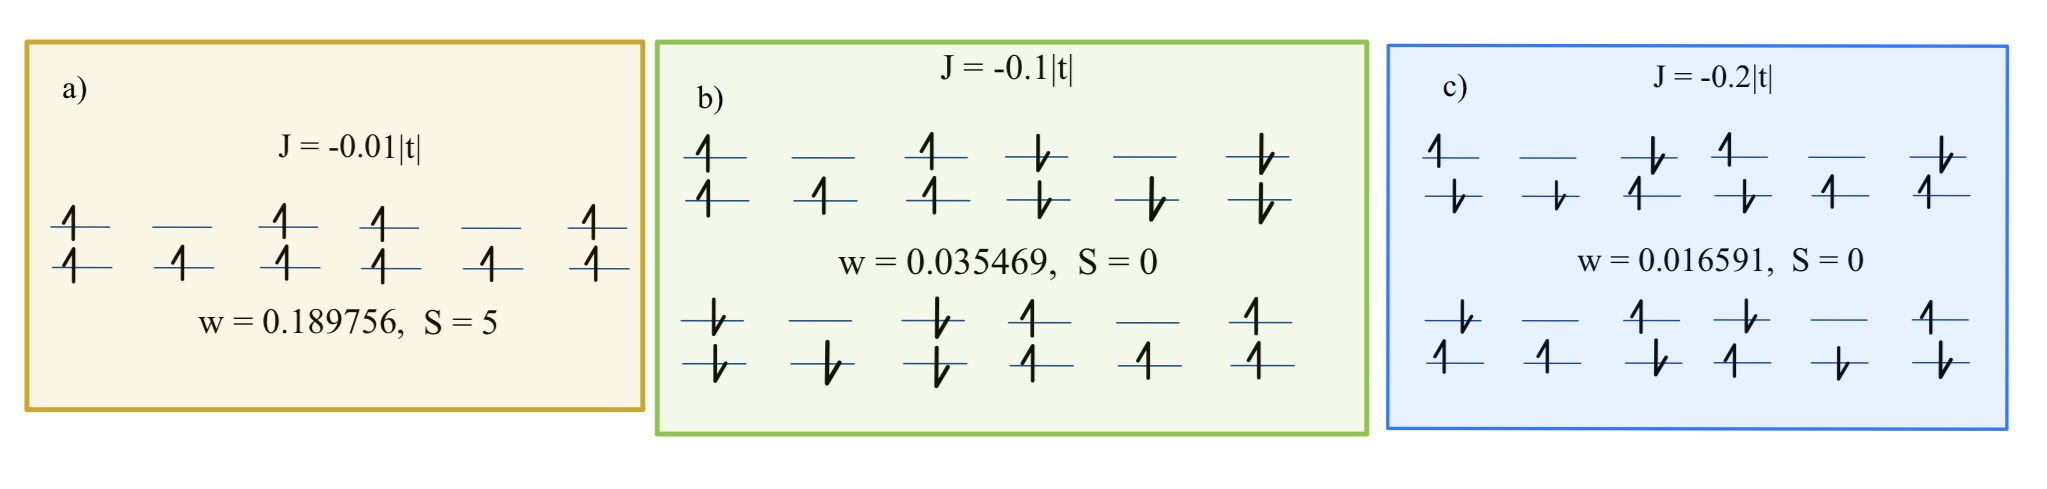 a)
J = -0.01|t|
w = 0.189756, S = 5
b)
J = -0.1|t|
w = 0.035469, S = 0
c)
J = -0.2|t|
w = 0.016591, S = 0